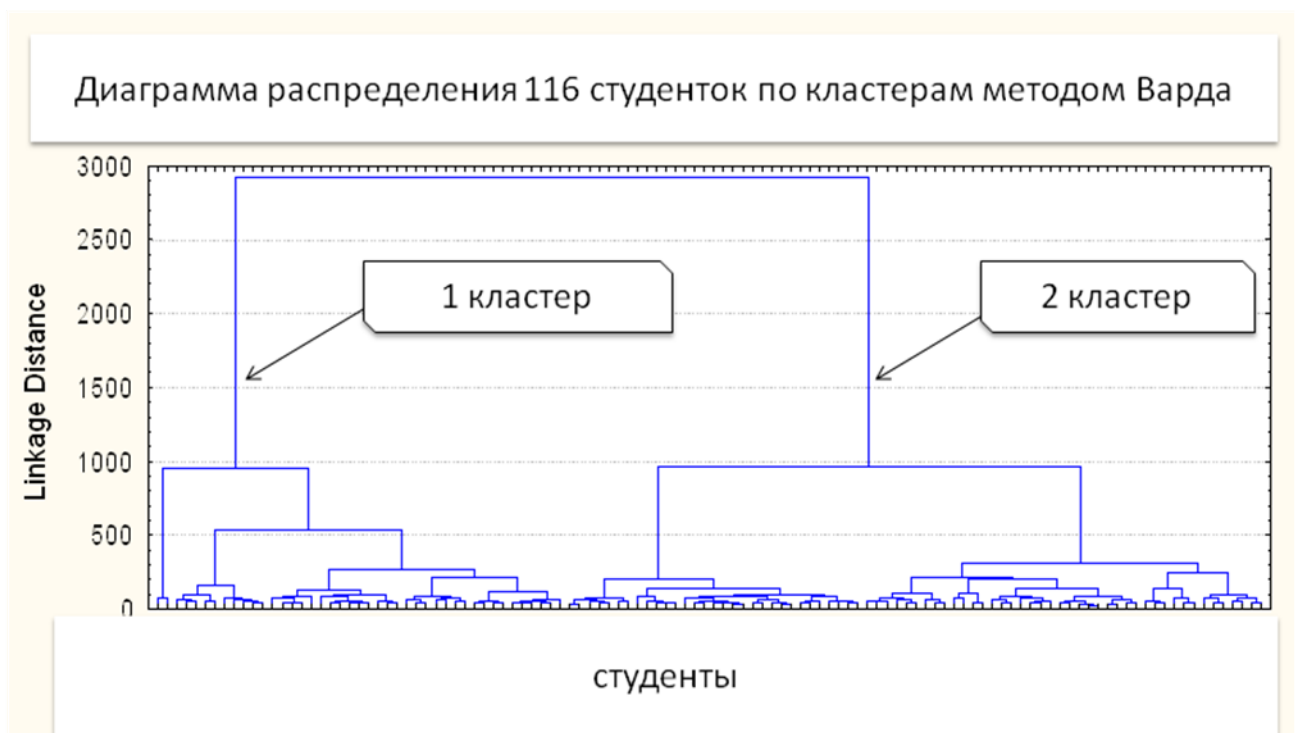 Диаграмма распределения 116 студенток по кластерам методом Варда
3000
2500
1 кластер
2 кластер
2000
Linkage Distance
1500
1000
500
0
студенты